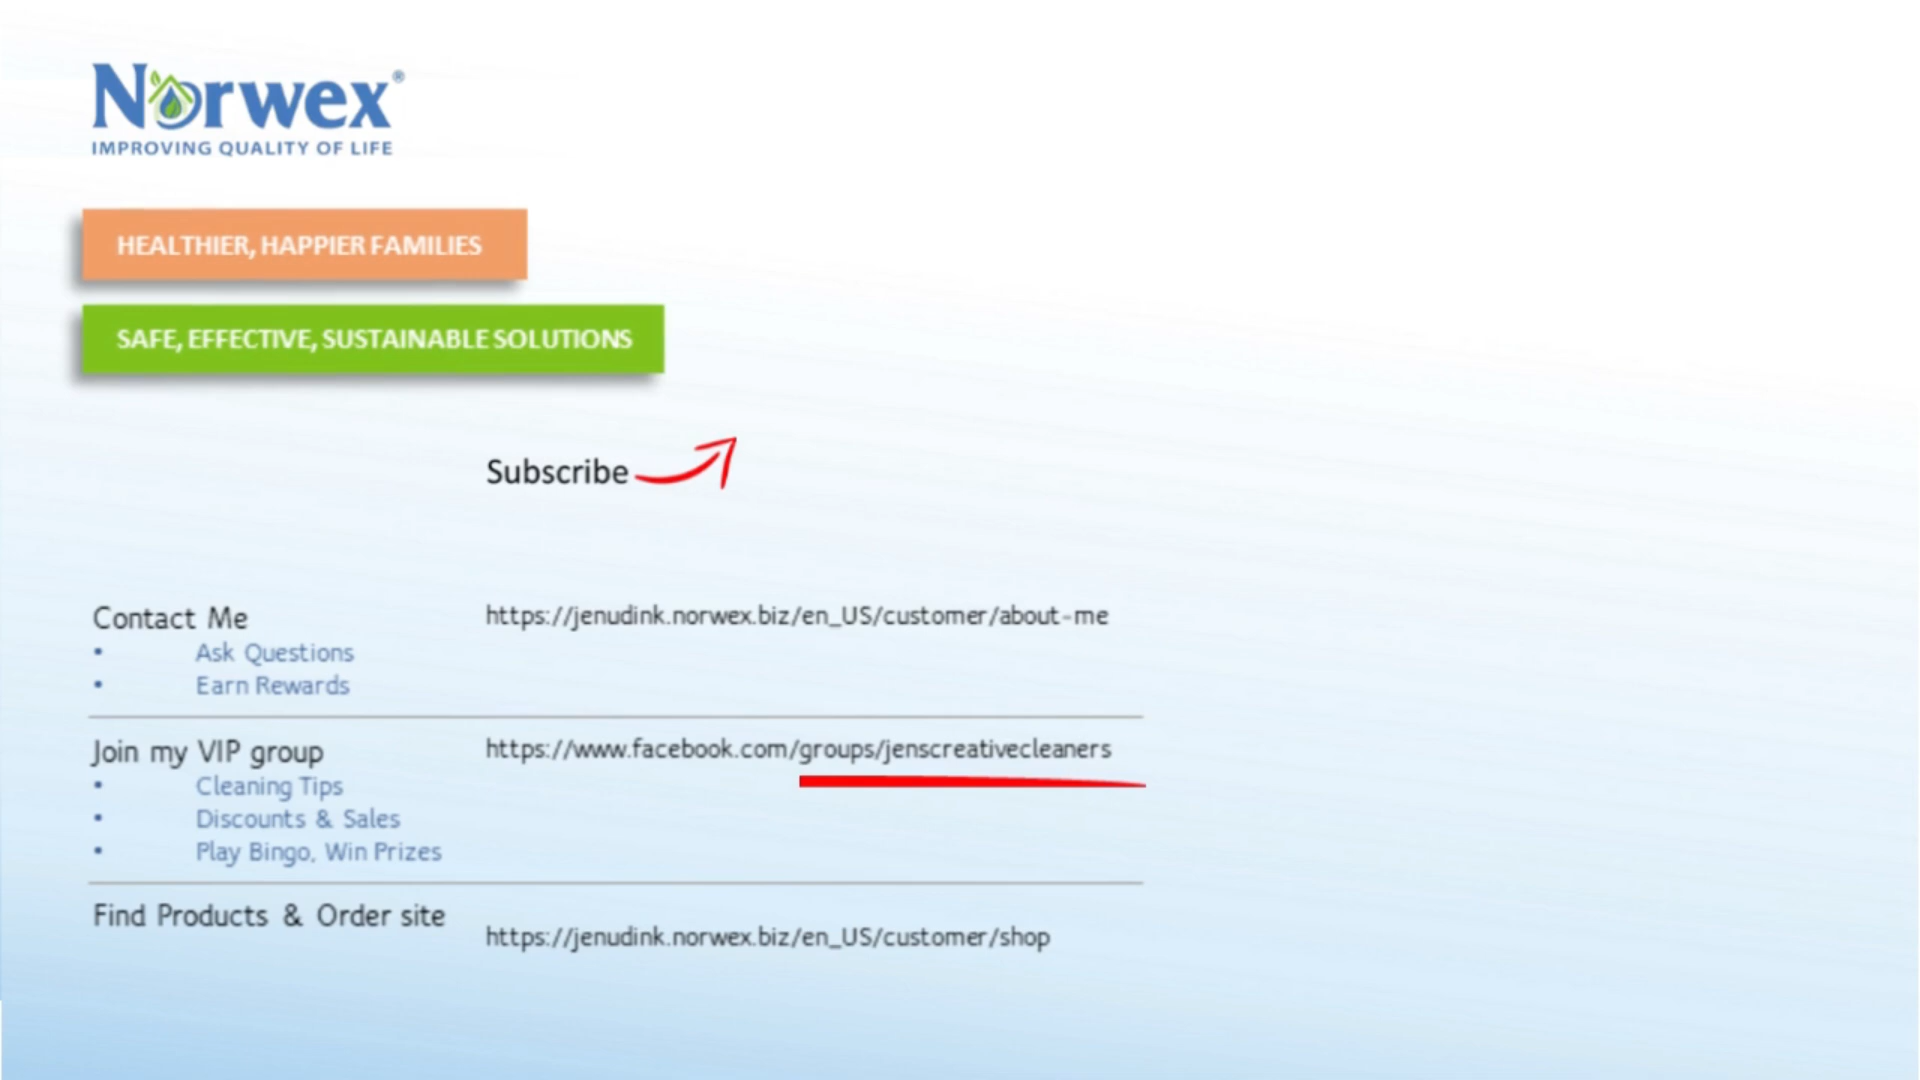 Norwex®
IMPROVING QUALITY OF LIFE
HEALTHIER, HAPPIER FAMILIES
SAFE, EFFECTIVE, SUSTAINABLE SOLUTIONS
Subscribe
Contact Me
https://jenudink.norwex.biz/en_US/customer/about-me
• Ask Questions
• Earn Rewards
Join my VIP group
https://www.facebook.com/groups/jenscreativecleaners
• Cleaning Tips
• Discounts & Sales
• Play Bingo, Win Prizes
Find Products & Order site
https://jenudink.norwex.biz/en_US/customer/shop